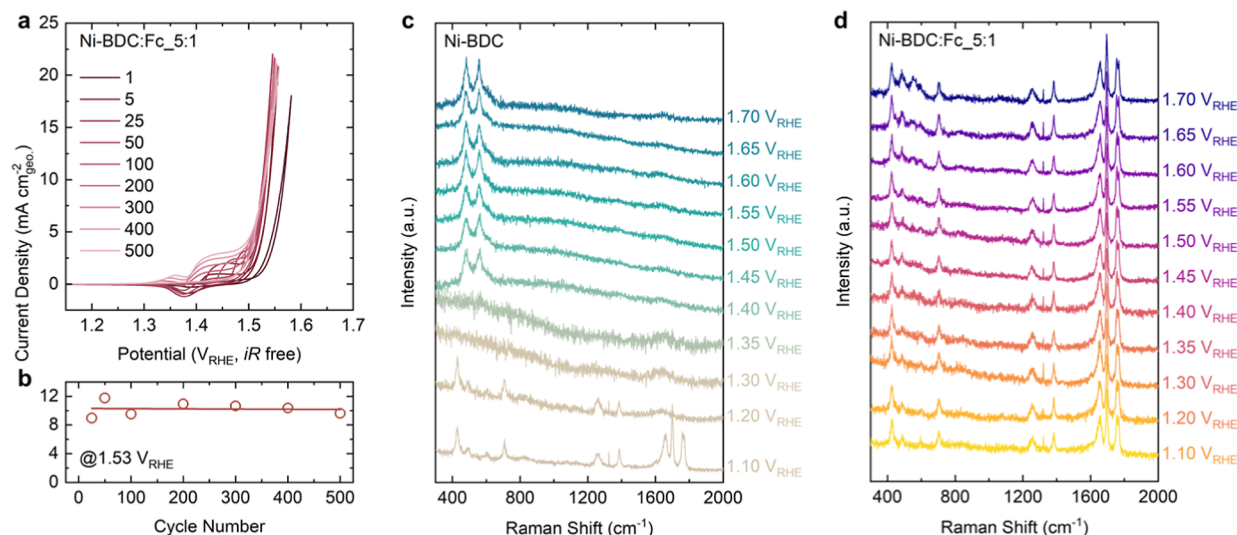 a
Ni-BDC:Fc_5:1
1
5
25
50
100
200
300
400
500
Current Density (mA cm-2geo.)
25
20
15
10
5
0
1.2 1.3 1.4 1.5 1.6 1.7
Potential (VRHE, iR free)
b
12
9
6
3
0
@1.53 VRHE
0 100 200 300 400 500
Cycle Number
c
Ni-BDC
1.70 VRHE
1.65 VRHE
1.60 VRHE
1.55 VRHE
1.50 VRHE
1.45 VRHE
1.40 VRHE
1.35 VRHE
1.30 VRHE
1.20 VRHE
1.10 VRHE
Intensity (a.u.)
400 800 1200 1600 2000
Raman Shift (cm-1)
d
Ni-BDC:Fc_5:1
1.70 VRHE
1.65 VRHE
1.60 VRHE
1.55 VRHE
1.50 VRHE
1.45 VRHE
1.40 VRHE
1.35 VRHE
1.30 VRHE
1.20 VRHE
1.10 VRHE
Intensity (a.u.)
400 800 1200 1600 2000
Raman Shift (cm-1)